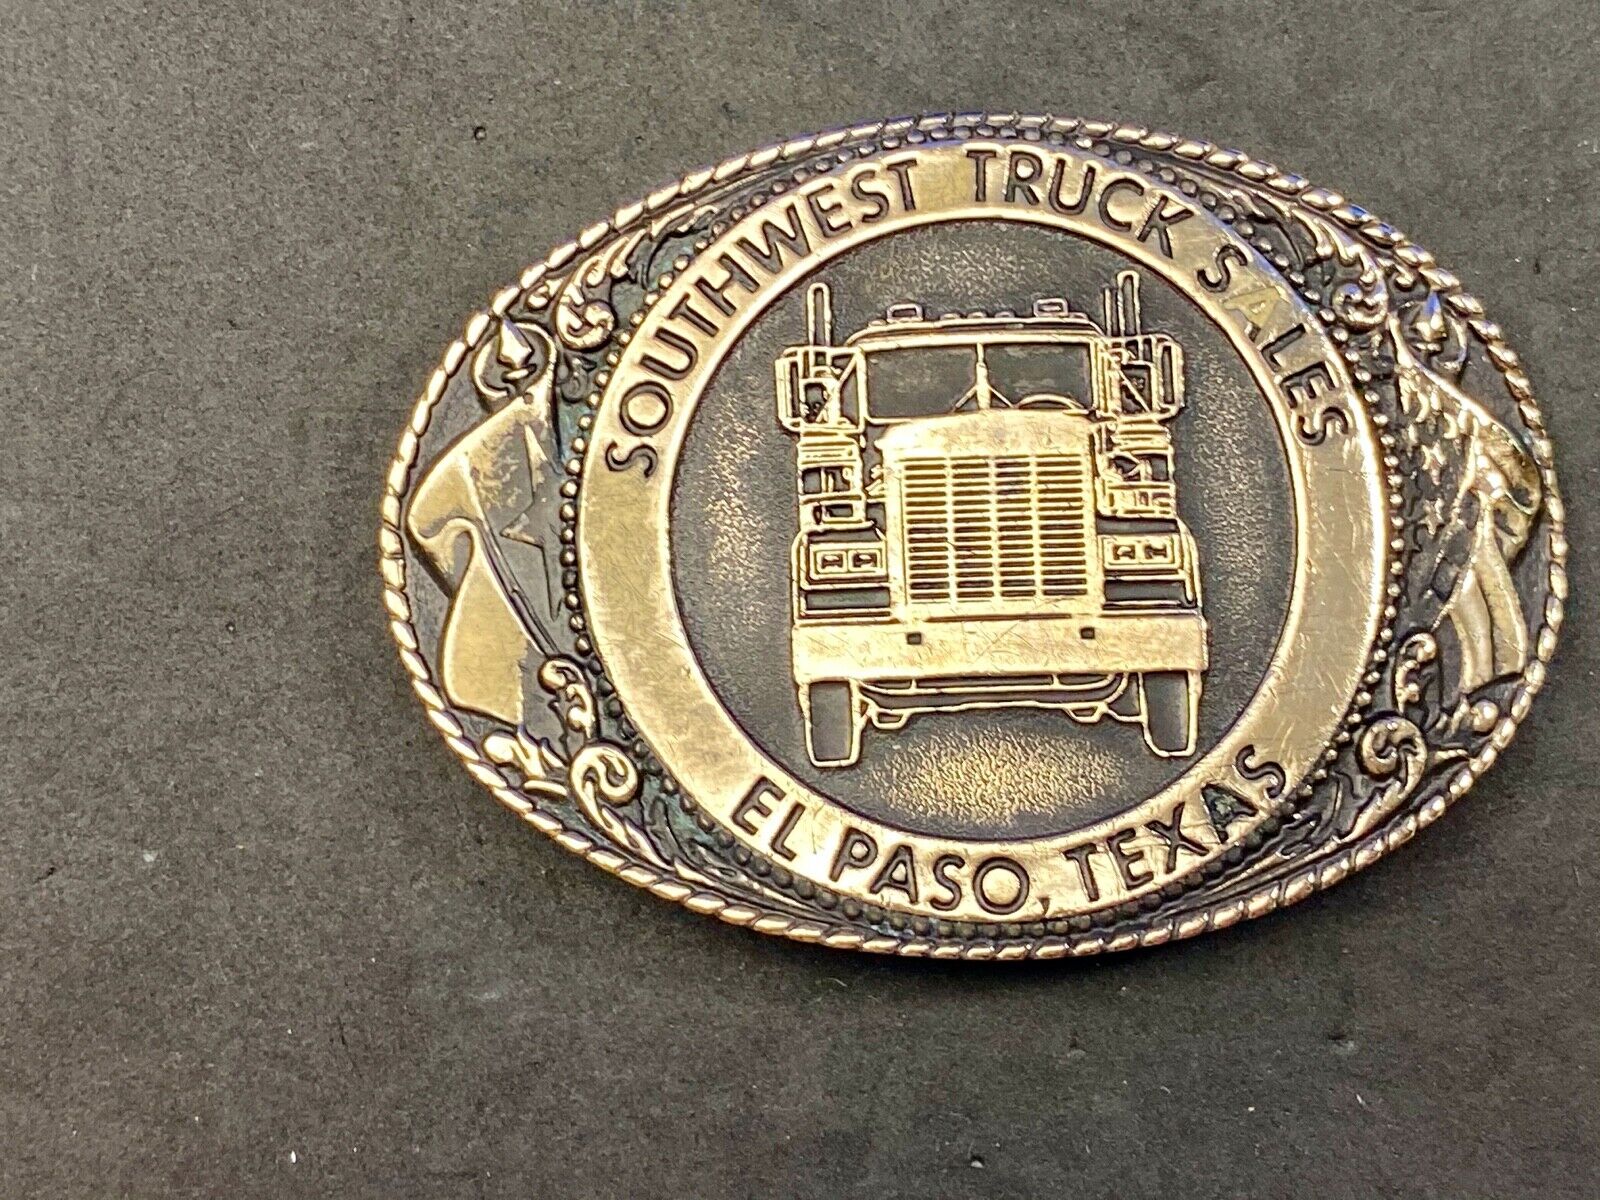 SOUTHWEST TRUCK SALES
EL PASO, TEXAS